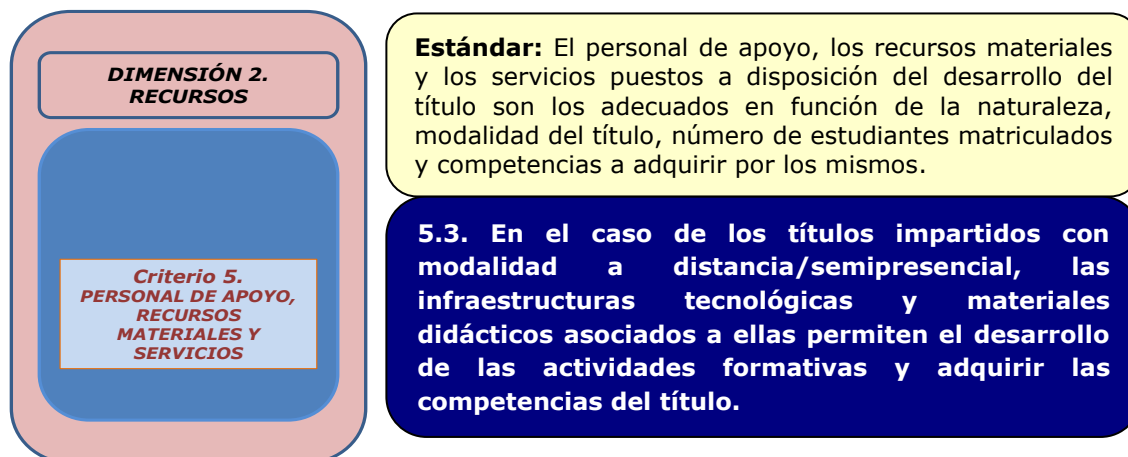 DIMENSIÓN 2.
RECURSOS
Criterio 5.
PERSONAL DE APOYO,
RECURSOS
MATERIALES Y
SERVICIOS
Estándar: El personal de apoyo, los recursos materiales
y los servicios puestos a disposición del desarrollo del
título son los adecuados en función de la naturaleza,
modalidad del título, número de estudiantes matriculados
y competencias a adquirir por los mismos.
5.3. En el caso de los títulos impartidos con
modalidad a distancia/semipresencial, las
infraestructuras tecnológicas y materiales
didácticos asociados a ellas permiten el desarrollo
de las actividades formativas y adquirir las
competencias del título.